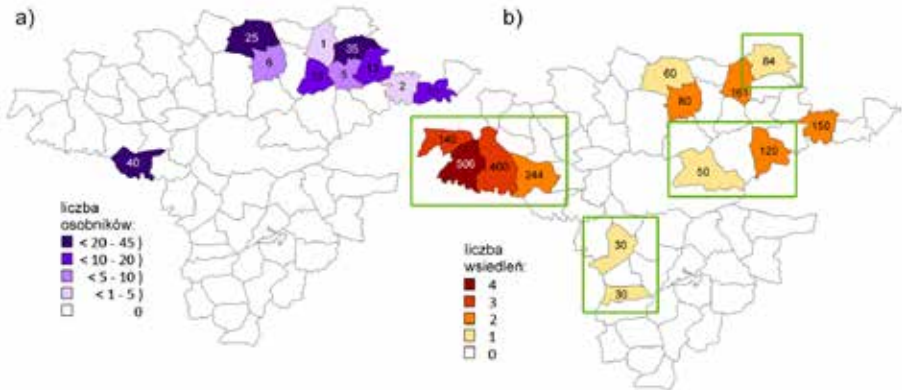 a)
25
1
35
6
5
13
2
40
liczba
osobników:
< 20 - 45 )
< 10 - 20 )
< 5 - 10 )
< 1 - 5 )
0
b)
84
60
80
161
150
140
506
400
244
120
50
30
30
liczba
wsiedleń:
4
3
2
1
0